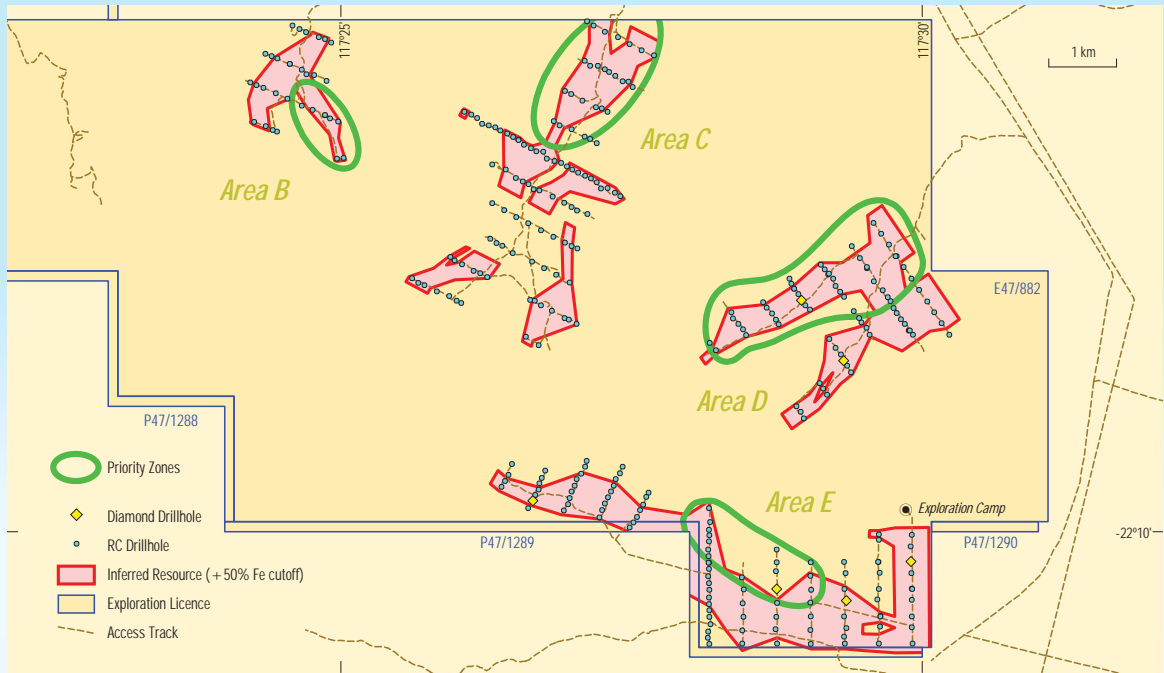 117°25'
117°30'
1 km
Area C
Area B
E47/882
Area D
P47/1288
Priority Zones
Area E
Diamond Drillhole
Exploration Camp
RC Drillhole
P47/1289
P47/1290
-22°10'
Inferred Resource (+50% Fe cutoff)
Exploration Licence
Access Track